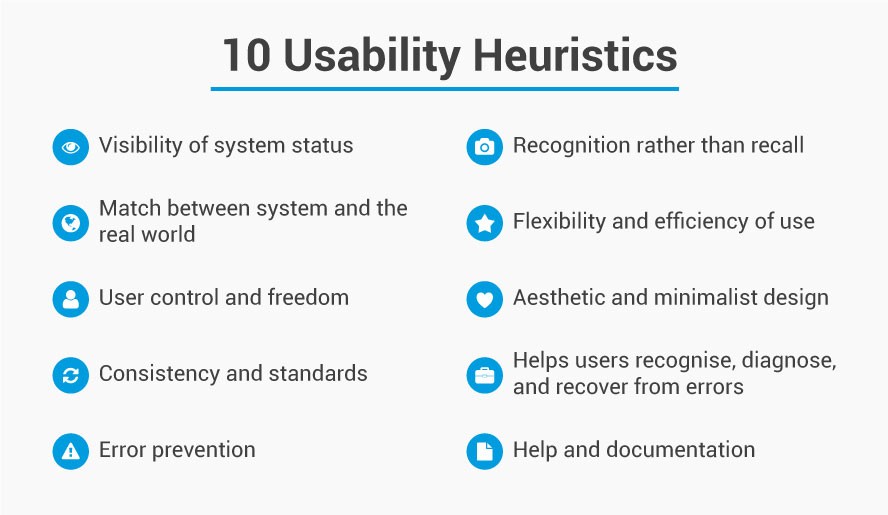 10 Usability Heuristics
Visibility of system status
Match between system and the
real world
User control and freedom
Consistency and standards
Error prevention
Recognition rather than recall
Flexibility and efficiency of use
Aesthetic and minimalist design
Helps users recognise, diagnose,
and recover from errors
Help and documentation